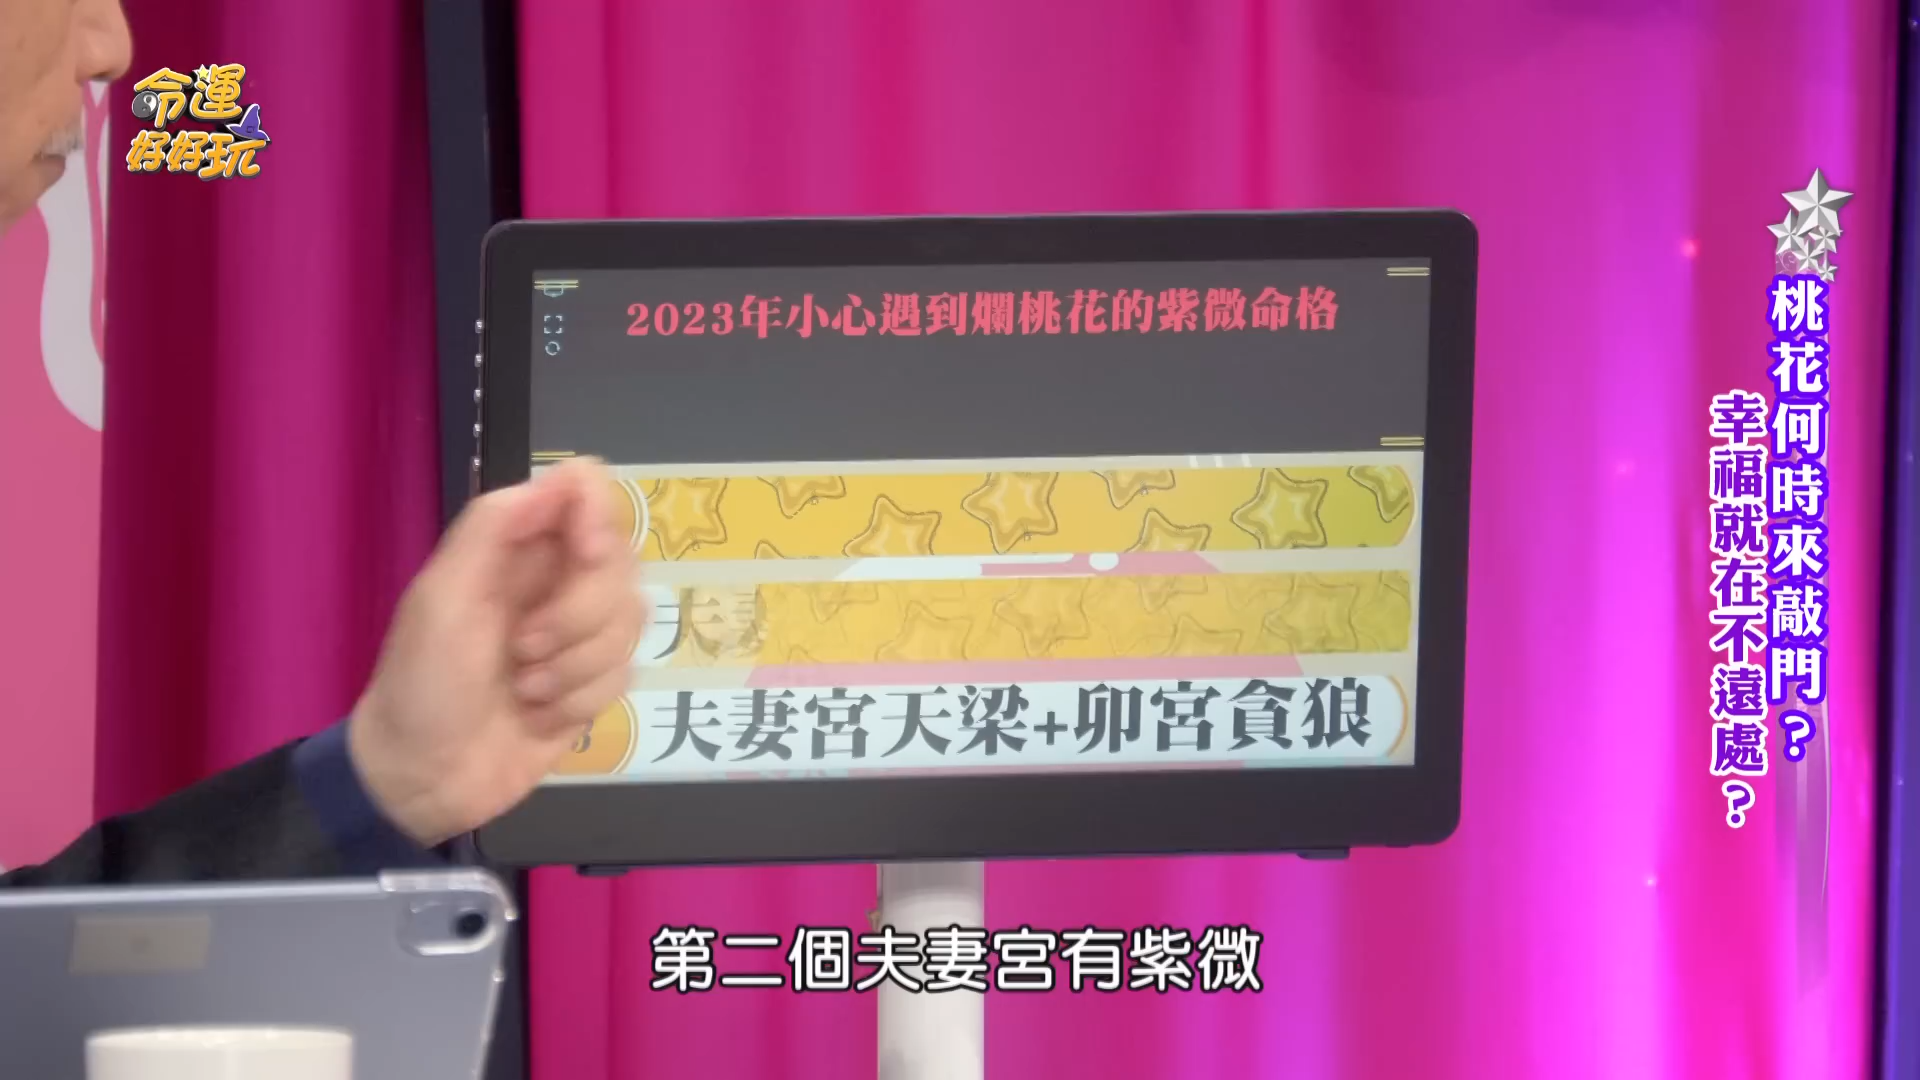 命運
好好玩
2023年小心遇到爛桃花的紫微命格
夫妻
3 夫妻宮天梁+卯宮貪狼
桃花何時來敲門？
幸福就在不遠處？
第二個夫妻宮有紫微